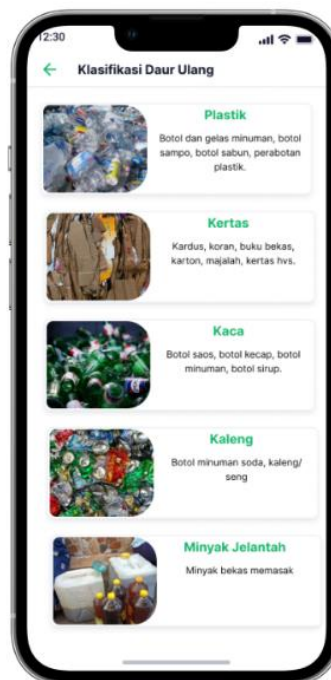 12:30
Klasifikasi Daur Ulang
Plastik
Botol dan gelas minuman, botol
sampo, botol sabun, perabotan
plastik.
Kertas
Kardus, koran, buku bekas,
karton, majalah, kertas hvs.
Kaca
Botol saos, botol kecap, botol
minuman, botol sirup.
Kaleng
Botol minuman soda, kaleng/
seng
Minyak Jelantah
Minyak bekas memasak